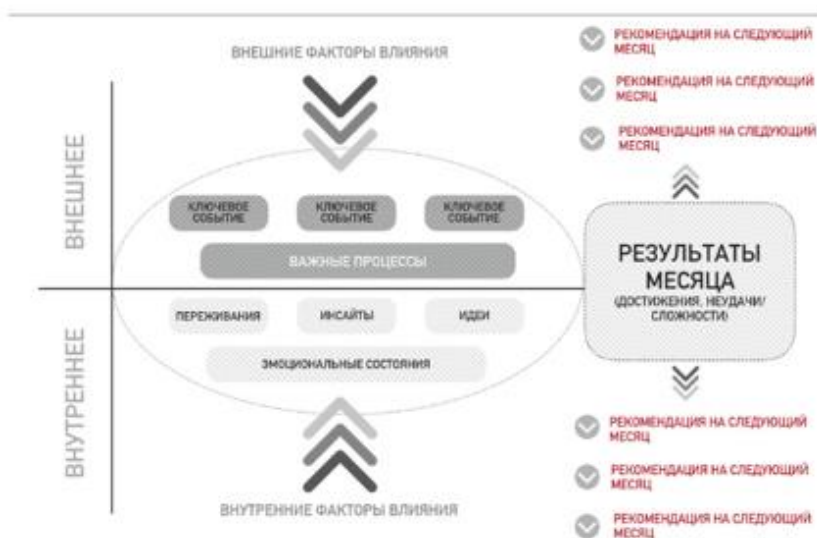 ВНЕШНИЕ ФАКТОРЫ ВЛИЯНИЯ
РЕКОМЕНДАЦИЯ НА СЛЕДУЮЩИЙ
МЕСЯЦ
РЕКОМЕНДАЦИЯ НА СЛЕДУЮЩИЙ
МЕСЯЦ
РЕКОМЕНДАЦИЯ НА СЛЕДУЮЩИЙ
МЕСЯЦ
ВНЕШНЕЕ
КЛЮЧЕВОЕ
СОБЫТИЕ
КЛЮЧЕВОЕ
СОБЫТИЕ
КЛЮЧЕВОЕ
СОБЫТИЕ
ВАЖНЫЕ ПРОЦЕССЫ
РЕЗУЛЬТАТЫ
МЕСЯЦА
(ДОСТИЖЕНИЯ, НЕУДАЧИ/
СЛОЖНОСТИ)
ВНУТРЕННЕЕ
ПЕРЕЖИВАНИЯ
ИНСАЙТЫ
ИДЕИ
ЭМОЦИОНАЛЬНЫЕ СОСТОЯНИЯ
ВНУТРЕННИЕ ФАКТОРЫ ВЛИЯНИЯ
РЕКОМЕНДАЦИЯ НА СЛЕДУЮЩИЙ
МЕСЯЦ
РЕКОМЕНДАЦИЯ НА СЛЕДУЮЩИЙ
МЕСЯЦ
РЕКОМЕНДАЦИЯ НА СЛЕДУЮЩИЙ
МЕСЯЦ